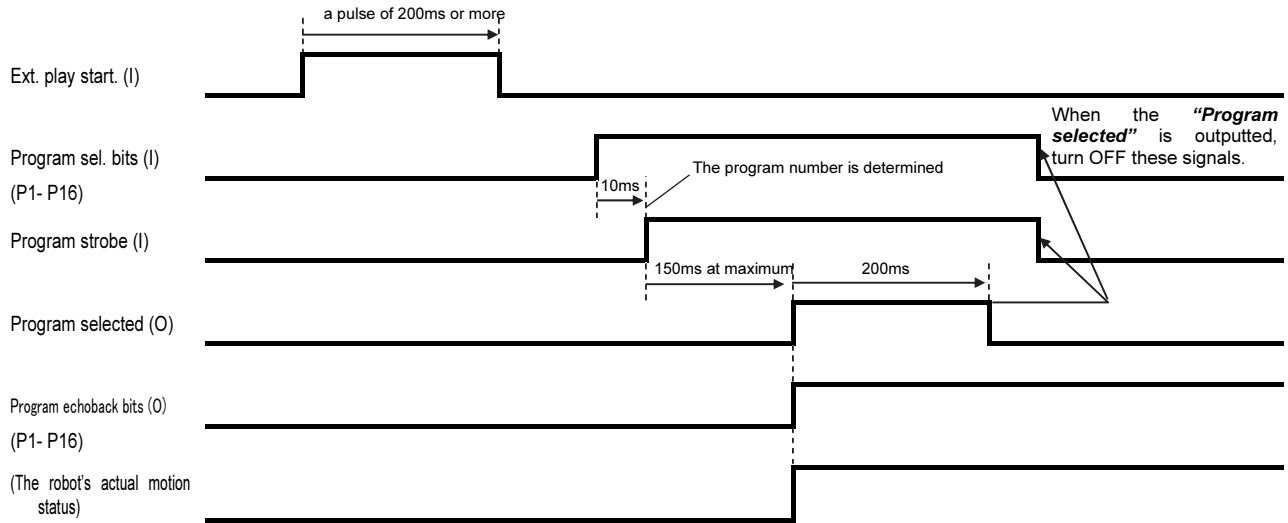 a pulse of 200ms or more
Ext. play start. (I)
When the “Program
selected” is outputted,
turn OFF these signals.
Program sel. bits (I)
(P1- P16)
The program number is determined
10ms
Program strobe (I)
150ms at maximum
200ms
Program selected (O)
Program echoback bits (O)
(P1- P16)
(The robot’s actual motion
status)